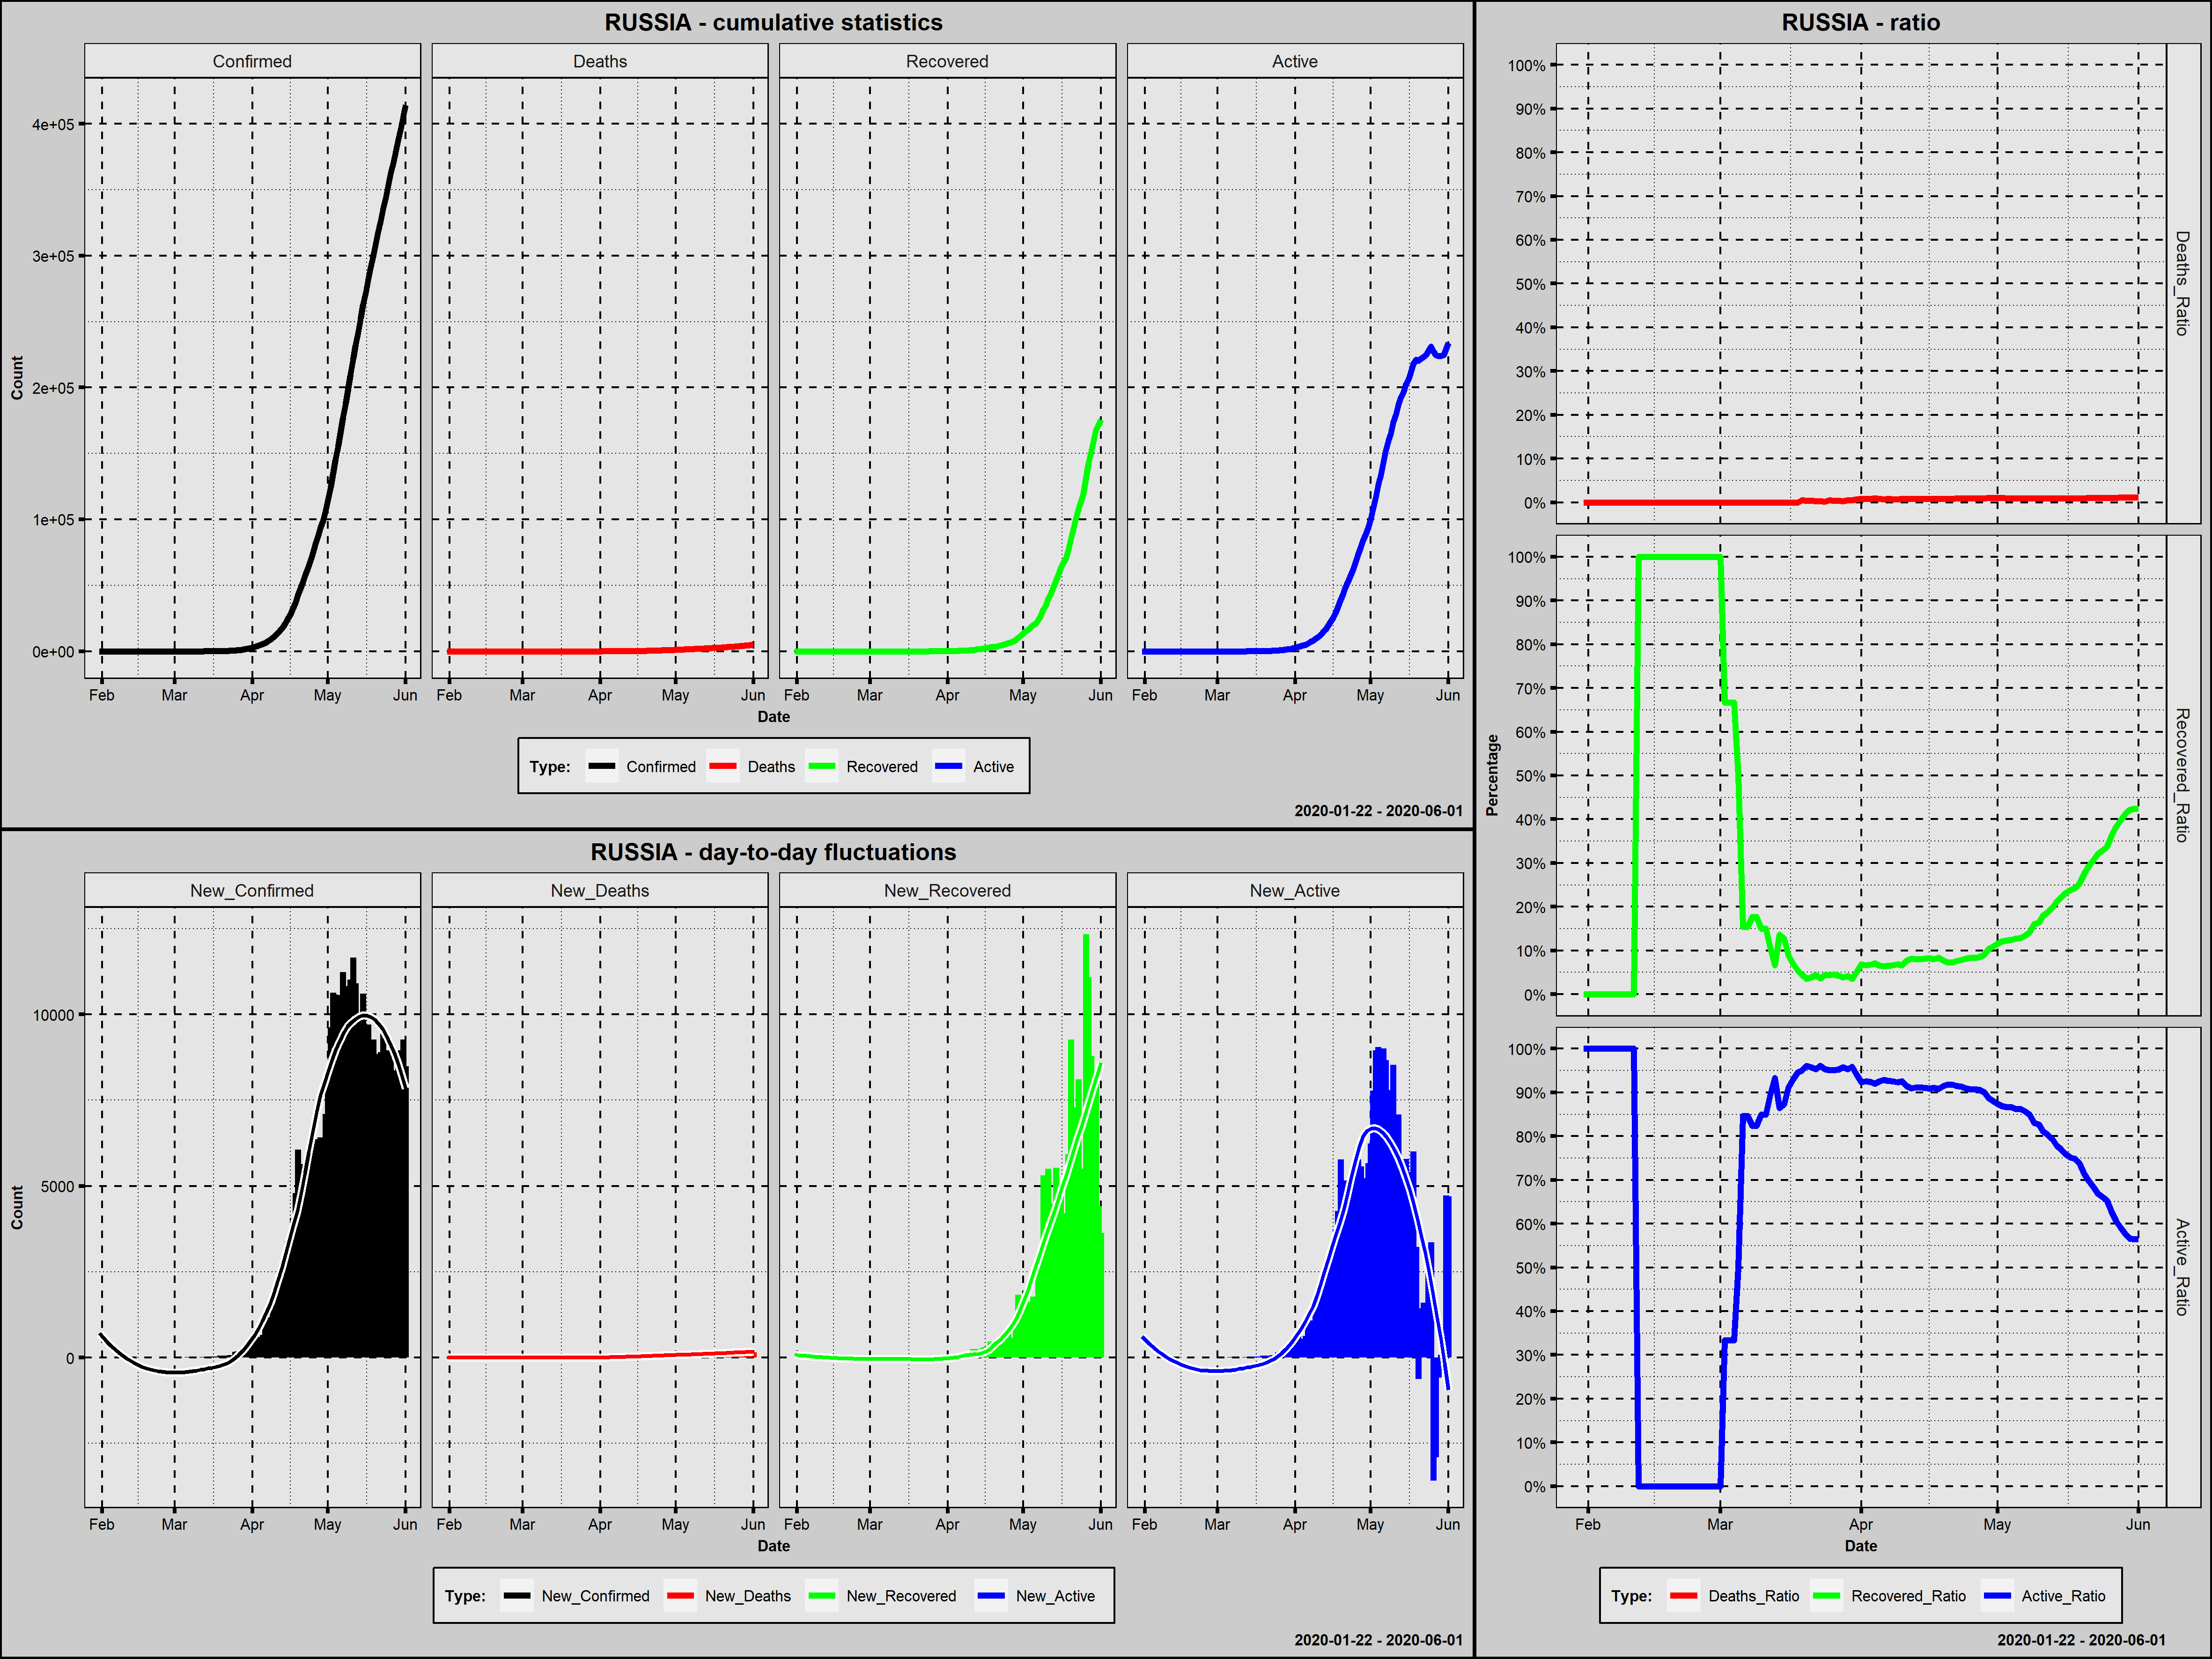 RUSSIA - cumulative statistics
Confirmed Deaths Recovered Active
Count
4e+05
3e+05
2e+05
1e+05
0e+00
Feb Mar Apr May Jun Feb Mar Apr May Jun Feb Mar Apr May Jun Feb Mar Apr May Jun
Date
Type: Confirmed Deaths Recovered Active
2020-01-22 - 2020-06-01
RUSSIA - day-to-day fluctuations
New_Confirmed New_Deaths New_Recovered New_Active
Count
10000
5000
0
Feb Mar Apr May Jun Feb Mar Apr May Jun Feb Mar Apr May Jun Feb Mar Apr May Jun
Date
Type: New_Confirmed New_Deaths New_Recovered New_Active
2020-01-22 - 2020-06-01
RUSSIA - ratio
Percentage
100%
90%
80%
70%
60%
50%
40%
30%
20%
10%
0%
Deaths_Ratio
100%
90%
80%
70%
60%
50%
40%
30%
20%
10%
0%
Recovered_Ratio
100%
90%
80%
70%
60%
50%
40%
30%
20%
10%
0%
Active_Ratio
Feb Mar Apr May Jun
Date
Type: Deaths_Ratio Recovered_Ratio Active_Ratio
2020-01-22 - 2020-06-01